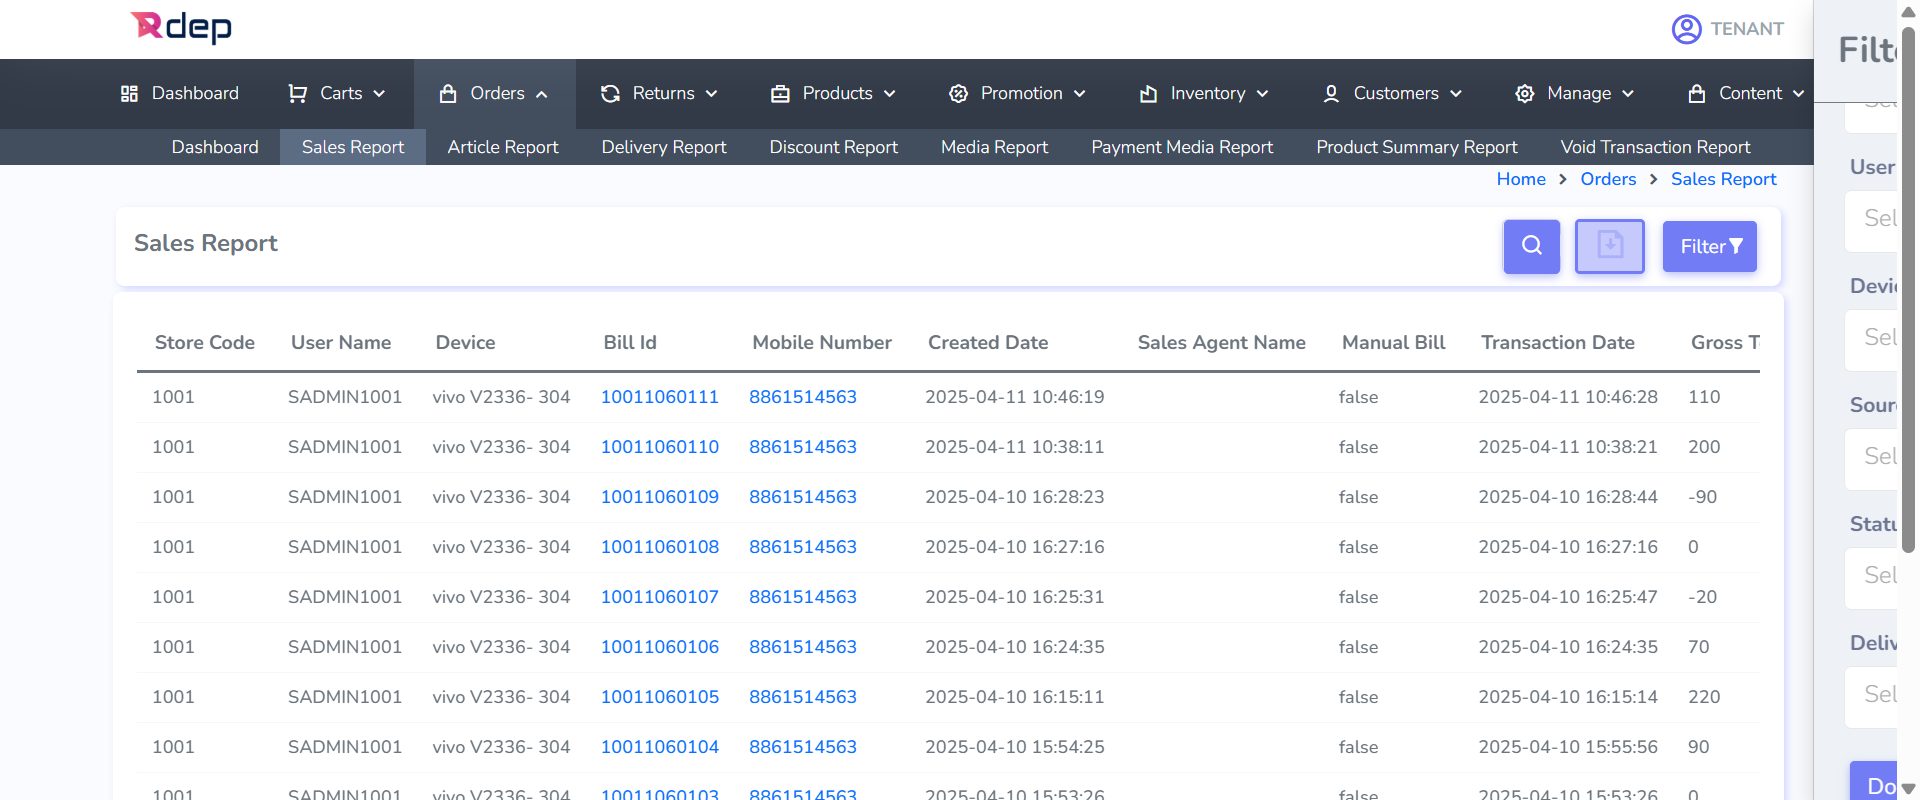 Rdep
TENANT
Dashboard Carts Orders Returns Products Promotion Inventory Customers Manage Content
Dashboard Sales Report Article Report Delivery Report Discount Report Media Report Payment Media Report Product Summary Report Void Transaction Report
Home > Orders > Sales Report
Sales Report
Filter
Store Code User Name Device Bill Id Mobile Number Created Date Sales Agent Name Manual Bill Transaction Date Gross T
1001 SADMIN1001 vivo V2336- 304 10011060111 8861514563 2025-04-11 10:46:19 false 2025-04-11 10:46:28 110
1001 SADMIN1001 vivo V2336- 304 10011060110 8861514563 2025-04-11 10:38:11 false 2025-04-11 10:38:21 200
1001 SADMIN1001 vivo V2336- 304 10011060109 8861514563 2025-04-10 16:28:23 false 2025-04-10 16:28:44 -90
1001 SADMIN1001 vivo V2336- 304 10011060108 8861514563 2025-04-10 16:27:16 false 2025-04-10 16:27:16 0
1001 SADMIN1001 vivo V2336- 304 10011060107 8861514563 2025-04-10 16:25:31 false 2025-04-10 16:25:47 -20
1001 SADMIN1001 vivo V2336- 304 10011060106 8861514563 2025-04-10 16:24:35 false 2025-04-10 16:24:35 70
1001 SADMIN1001 vivo V2336- 304 10011060105 8861514563 2025-04-10 16:15:11 false 2025-04-10 16:15:14 220
1001 SADMIN1001 vivo V2336- 304 10011060104 8861514563 2025-04-10 15:54:25 false 2025-04-10 15:55:56 90
1001 SADMIN1001 vivo V2336- 304 10011060103 8861514563 2025-04-10 15:53:26 false 2025-04-10 15:53:26 0
Filte
User
Sel
Devi
Sel
Sour
Sel
Statu
Sel
Deliv
Sel
Do